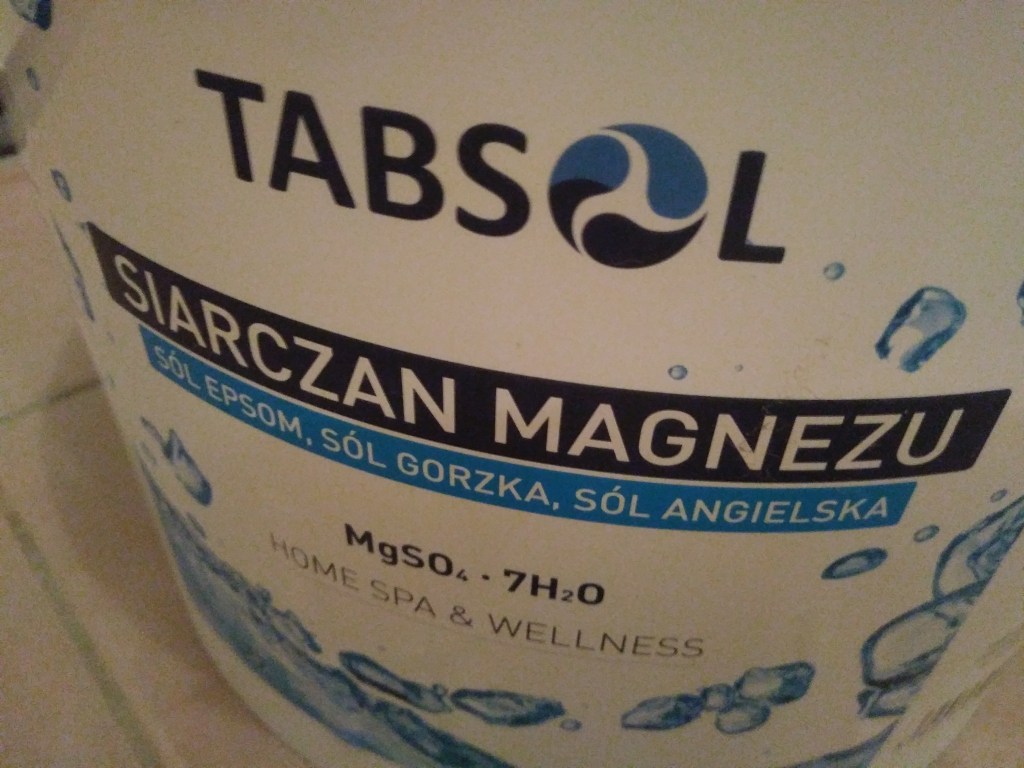 TABSOL
SIARCZAN MAGNEZU
SÓL EPSOM, SÓL GORZKA, SÓL ANGIELSKA
MgSO₄ · 7H₂O
HOME SPA & WELLNESS